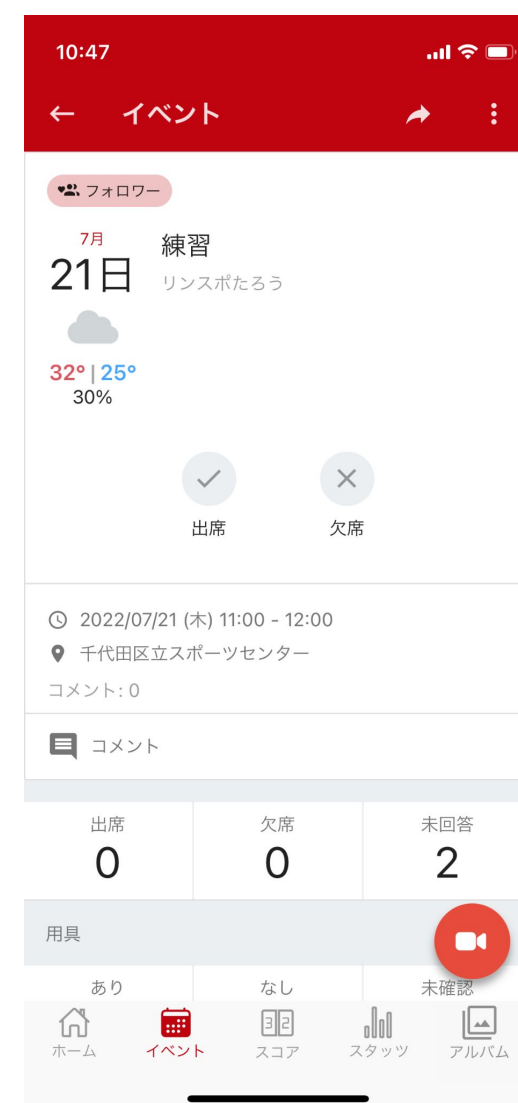 10:47
イベント
フォロワー
7月
21日
練習
リンスポたろう
32° | 25°
30%
出席
欠席
2022/07/21 (木) 11:00 - 12:00
千代田区立スポーツセンター
コメント: 0
コメント
出席
欠席
未回答
0
0
2
用具
あり
なし
未確認
ホーム
イベント
スコア
スタッツ
アルバム